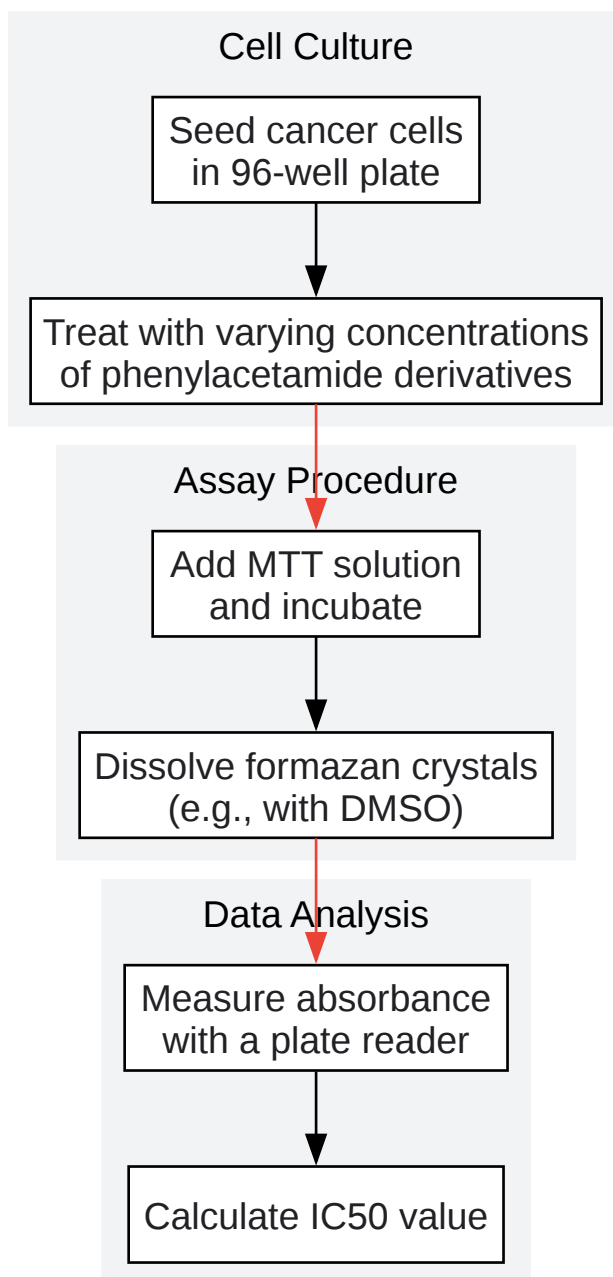 Cell Culture
Seed cancer cells
in 96-well plate
Treat with varying concentrations
of phenylacetamide derivatives
Assay Procedure
Add MTT solution
and incubate
Dissolve formazan crystals
(e.g., with DMSO)
Data Analysis
Measure absorbance
with a plate reader
Calculate IC50 value